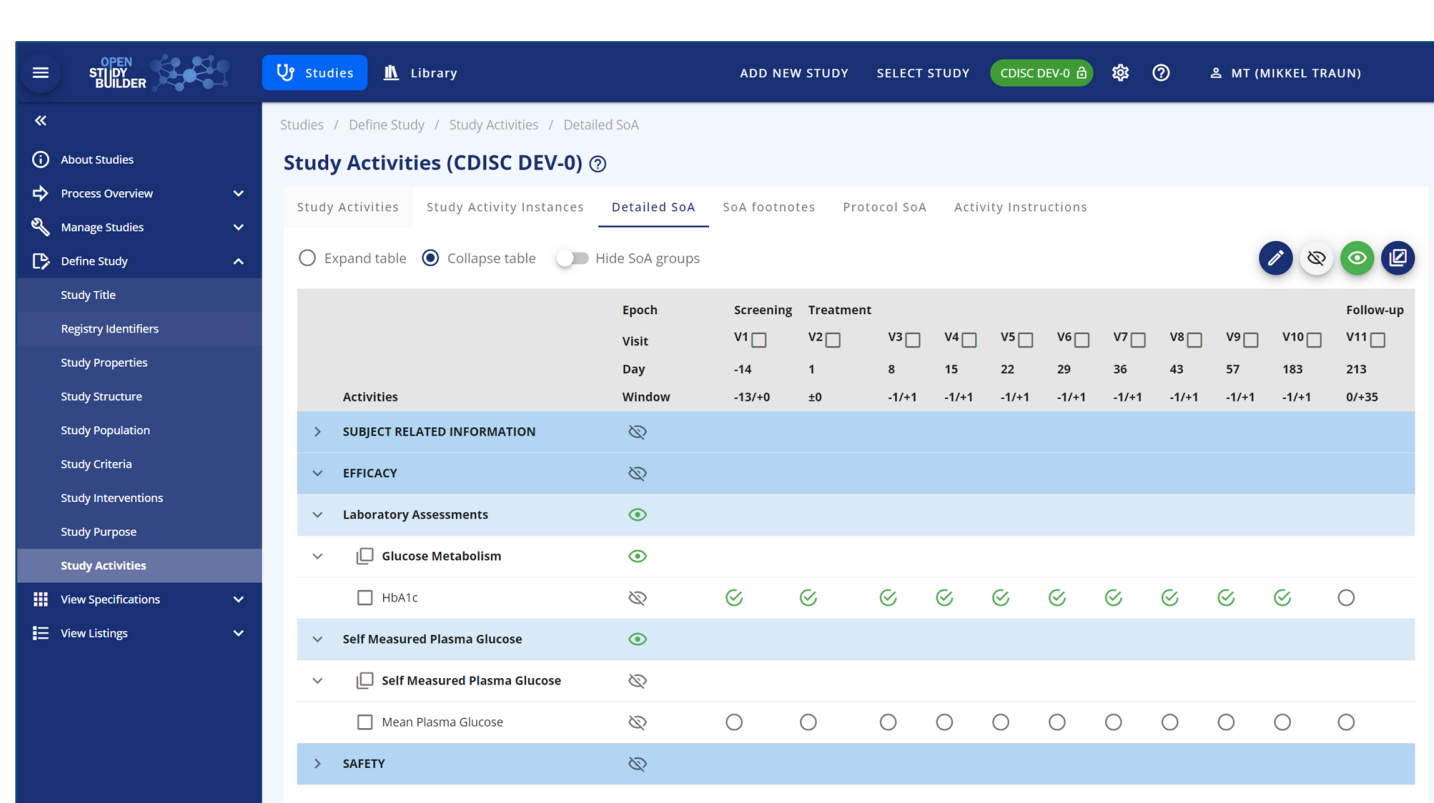 OPEN
STUDY
BUILDER
Studies
Library
ADD NEW STUDY
SELECT STUDY
CDISC DEV-0
MT (MIKKEL TRAUN)
About Studies
Process Overview
Manage Studies
Define Study
Study Title
Registry Identifiers
Study Properties
Study Structure
Study Population
Study Criteria
Study Interventions
Study Purpose
Study Activities
View Specifications
View Listings
Studies / Define Study / Study Activities / Detailed SoA
Study Activities (CDISC DEV-0)
Study Activities Study Activity Instances Detailed SoA SoA footnotes Protocol SoA Activity Instructions
Expand table Collapse table Hide SoA groups
Epoch Screening Treatment Follow-up
Visit V1 V2 V3 V4 V5 V6 V7 V8 V9 V10 V11
Day -14 1 8 15 22 29 36 43 57 183 213
Activities Window -13/+0 ±0 -1/+1 -1/+1 -1/+1 -1/+1 -1/+1 -1/+1 -1/+1 -1/+1 0/+35
SUBJECT RELATED INFORMATION
EFFICACY
Laboratory Assessments
Glucose Metabolism
HbA1c
Self Measured Plasma Glucose
Self Measured Plasma Glucose
Mean Plasma Glucose
SAFETY